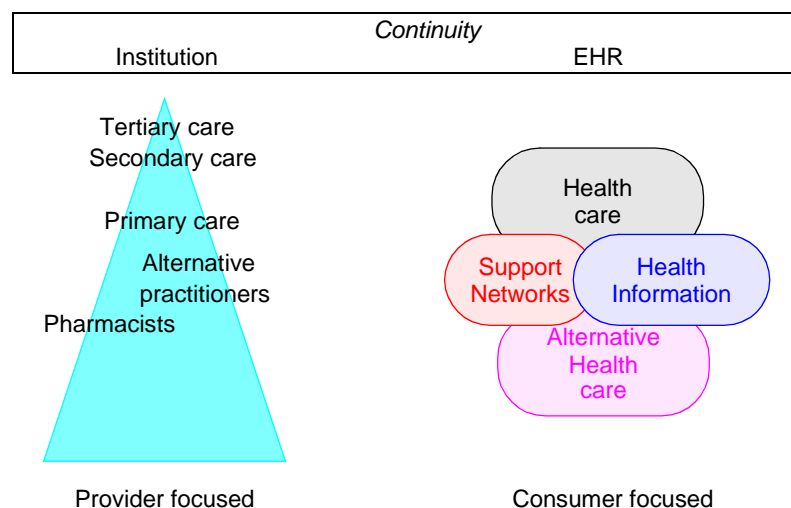 Continuity
Institution
EHR
Tertiary care
Secondary care
Primary care
Alternative
practitioners
Pharmacists
Provider focused
Health
care
Support
Networks
Health
Information
Alternative
Health
care
Consumer focused